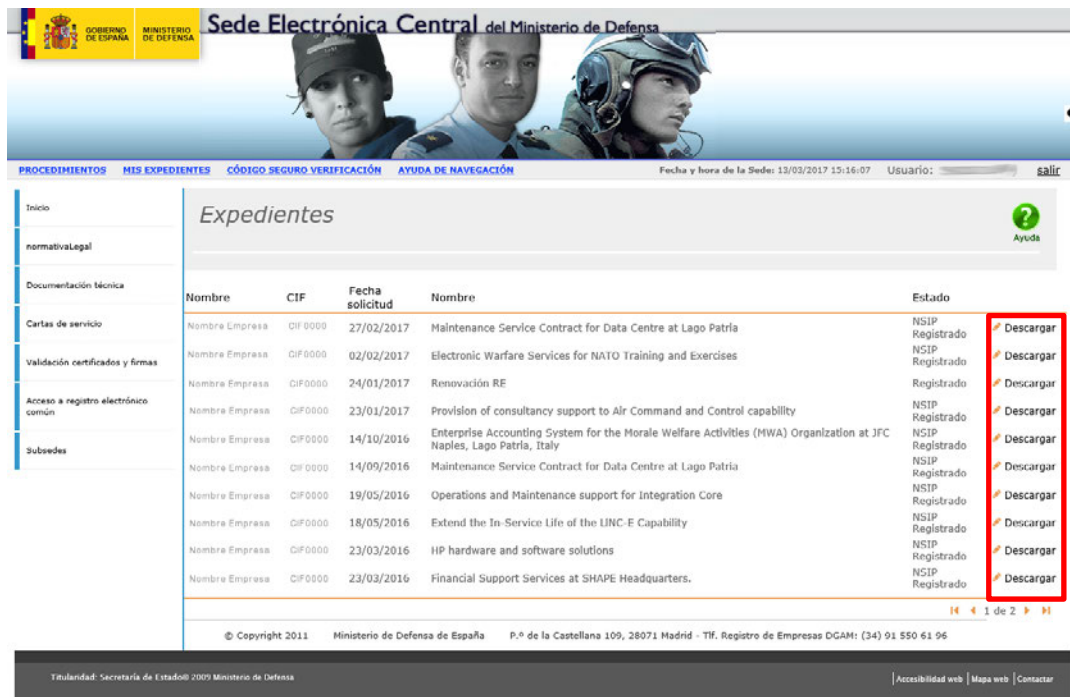 GOBIERNO DE ESPAÑA
MINISTERIO DE DEFENSA
Sede Electrónica Central del Ministerio de Defensa
PROCEDIMIENTOS MIS EXPEDIENTES CÓDIGO SEGURO VERIFICACIÓN AYUDA DE NAVEGACIÓN Fecha y hora de la Sede: 13/03/2017 15:16:07 Usuario: salir
Inicio
normativaLegal
Documentación técnica
Cartas de servicio
Validación certificados y firmas
Acceso a registro electrónico
común
Subsedes
Expedientes
Ayuda
Nombre CIF Fecha solicitud Nombre Estado
Nombre Empresa CIF0000 27/02/2017 Maintenance Service Contract for Data Centre at Lago Patria NSIP Registrado Descargar
Nombre Empresa CIF0000 02/02/2017 Electronic Warfare Services for NATO Training and Exercises NSIP Registrado Descargar
Nombre Empresa CIF0000 24/01/2017 Renovación RE Registrado Descargar
Nombre Empresa CIF0000 23/01/2017 Provision of consultancy support to Air Command and Control capability NSIP Registrado Descargar
Nombre Empresa CIF0000 14/10/2016 Enterprise Accounting System for the Morale Welfare Activities (MWA) Organization at JFC Naples, Lago Patria, Italy NSIP Registrado Descargar
Nombre Empresa CIF0000 14/09/2016 Maintenance Service Contract for Data Centre at Lago Patria NSIP Registrado Descargar
Nombre Empresa CIF0000 19/05/2016 Operations and Maintenance support for Integration Core NSIP Registrado Descargar
Nombre Empresa CIF0000 18/05/2016 Extend the In-Service Life of the LINC-E Capability NSIP Registrado Descargar
Nombre Empresa CIF0000 23/03/2016 HP hardware and software solutions NSIP Registrado Descargar
Nombre Empresa CIF0000 23/03/2016 Financial Support Services at SHAPE Headquarters. NSIP Registrado Descargar
1 de 2
© Copyright 2011 Ministerio de Defensa de España P.º de la Castellana 109, 28071 Madrid - Tlf. Registro de Empresas DGAM: (34) 91 550 61 96
Titularidad: Secretaría de Estado® 2009 Ministerio de Defensa |Accesibilidad web |Mapa web |Contactar